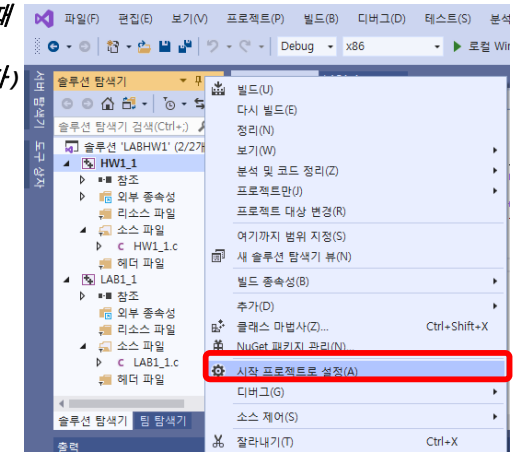 때
파일(F) 편집(E) 보기(V) 프로젝트(P) 빌드(B) 디버그(D) 테스트(S) 분석
Debug x86 로컬 Win
)
서버 탐색기
도구 상자
솔루션 탐색기
솔루션 탐색기 검색(Ctrl+;)
솔루션 'LABHW1' (2/2개
HW1_1
참조
외부 종속성
리소스 파일
소스 파일
HW1_1.c
헤더 파일
LAB1_1
참조
외부 종속성
리소스 파일
소스 파일
LAB1_1.c
헤더 파일
솔루션 탐색기 팀 탐색기
출력
빌드(U)
다시 빌드(E)
정리(N)
보기(W)
분석 및 코드 정리(Z)
프로젝트만(J)
프로젝트 대상 변경(R)
여기까지 범위 지정(S)
새 솔루션 탐색기 뷰(N)
빌드 종속성(B)
추가(D)
클래스 마법사(Z)... Ctrl+Shift+X
NuGet 패키지 관리(N)...
시작 프로젝트로 설정(A)
디버그(G)
소스 제어(S)
잘라내기(T) Ctrl+X